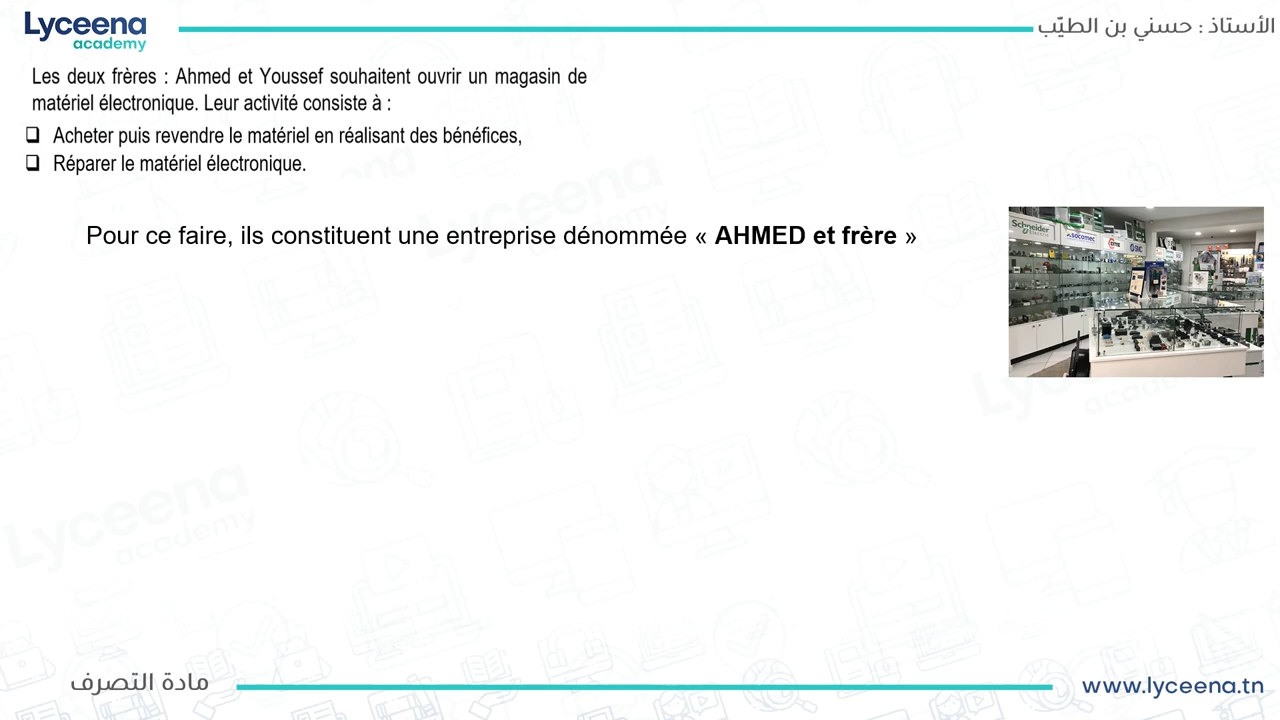 Lyceena
academy
الأستاذ : حسني بن الطيّب
Les deux frères : Ahmed et Youssef souhaitent ouvrir un magasin de
matériel électronique. Leur activité consiste à :
❑ Acheter puis revendre le matériel en réalisant des bénéfices,
❑ Réparer le matériel électronique.
Pour ce faire, ils constituent une entreprise dénommée « AHMED et frère »
Schneider
socomec
Lyceena
academy
مادة التصرف
www.lyceena.tn